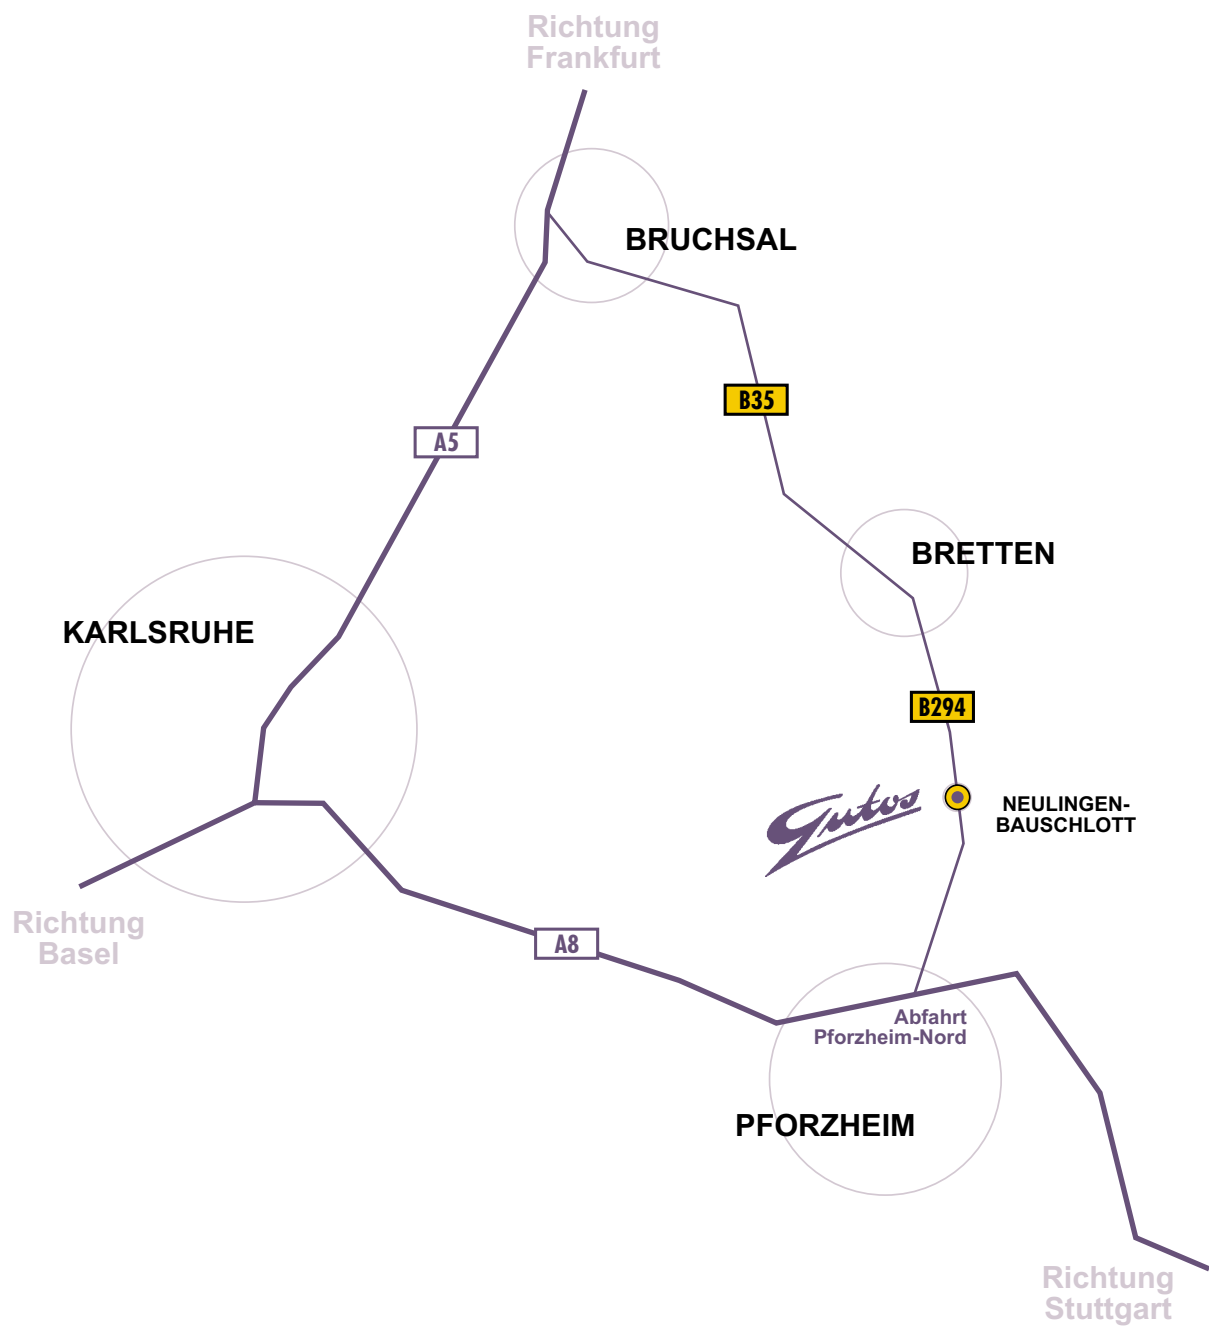 Richtung
Frankfurt
BRUCHSAL
B35
A5
BRETTEN
KARLSRUHE
B294
Gutos
NEULINGEN-
BAUSCHLOTT
Richtung
Basel
A8
Abfahrt
Pforzheim-Nord
PFORZHEIM
Richtung
Stuttgart